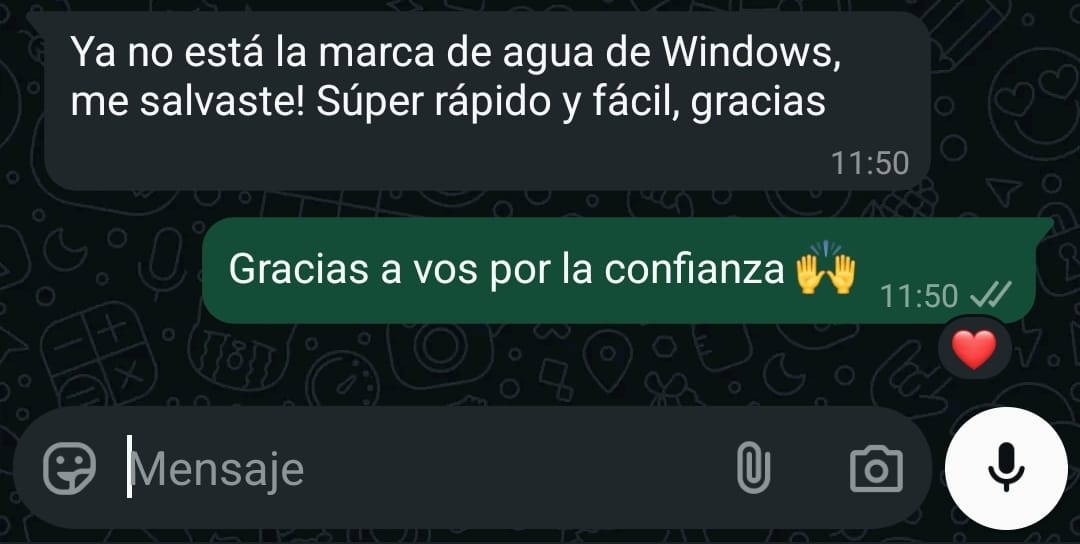 Ya no está la marca de agua de Windows,
me salvaste! Súper rápido y fácil, gracias
11:50
Gracias a vos por la confianza 🙌
11:50
Mensaje